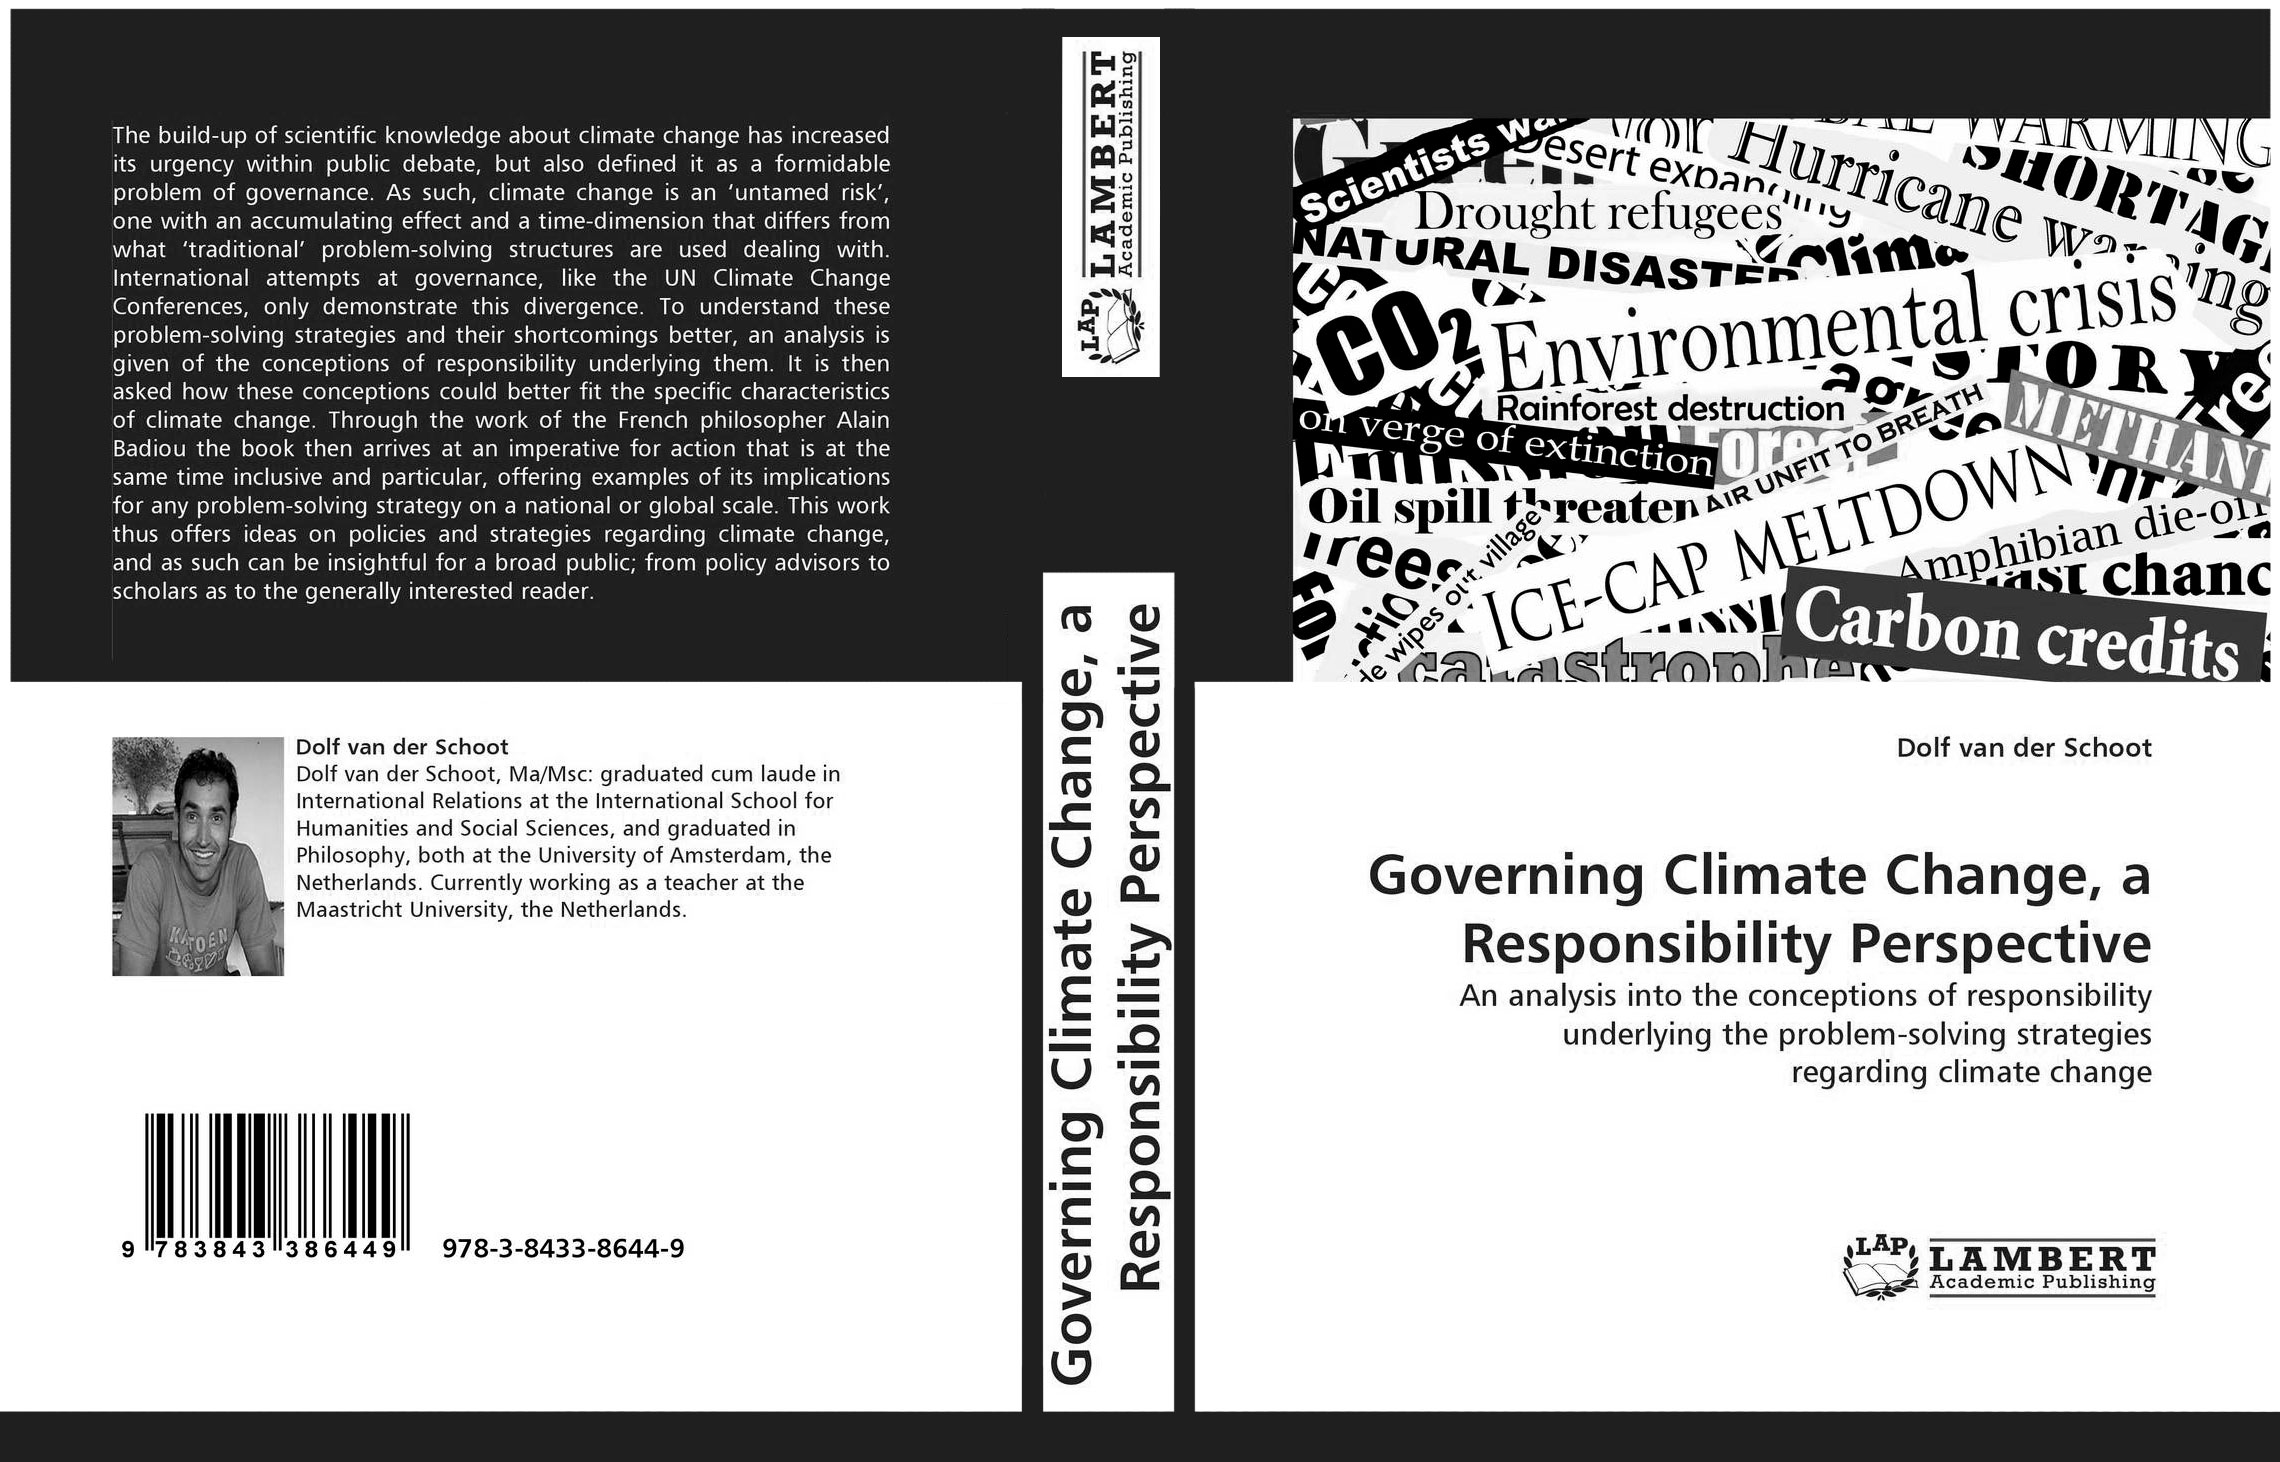 The build-up of scientific knowledge about climate change has increased
its urgency within public debate, but also defined it as a formidable
problem of governance. As such, climate change is an ‘untamed risk’,
one with an accumulating effect and a time-dimension that differs from
what ‘traditional’ problem-solving structures are used dealing with.
International attempts at governance, like the UN Climate Change
Conferences, only demonstrate this divergence. To understand these
problem-solving strategies and their shortcomings better, an analysis is
given of the conceptions of responsibility underlying them. It is then
asked how these conceptions could better fit the specific characteristics
of climate change. Through the work of the French philosopher Alain
Badiou the book then arrives at an imperative for action that is at the
same time inclusive and particular, offering examples of its implications
for any problem-solving strategy on a national or global scale. This work
thus offers ideas on policies and strategies regarding climate change,
and as such can be insightful for a broad public; from policy advisors to
scholars as to the generally interested reader.
Dolf van der Schoot
Dolf van der Schoot, Ma/Msc: graduated cum laude in
International Relations at the International School for
Humanities and Social Sciences, and graduated in
Philosophy, both at the University of Amsterdam, the
Netherlands. Currently working as a teacher at the
Maastricht University, the Netherlands.
KATOEN
9 783843 386449
978-3-8433-8644-9
LAP
LAMBERT
Academic Publishing
Governing Climate Change, a
Responsibility Perspective
WARMING
Scientists
Desert expanding
Hurricane warning
SHORTAG
Drought refugees
NATURAL DISASTER
Clima
CO2
Environmental crisis
STORY
Rainforest destruction
METHAN
on verge of extinction
AIR UNFIT TO BREATH
Oil spill threaten
ICE-CAP MELTDOWN
Amphibian die-off
Trees
wipes out village
last chanc
Carbon credits
catastrophe
Dolf van der Schoot
Governing Climate Change, a
Responsibility Perspective
An analysis into the conceptions of responsibility
underlying the problem-solving strategies
regarding climate change
LAP
LAMBERT
Academic Publishing